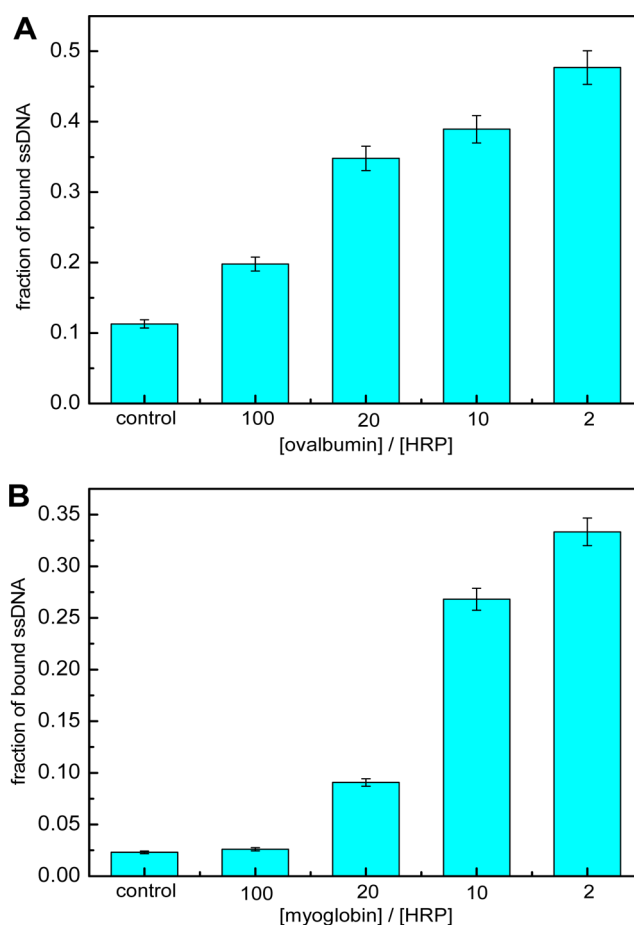 A
fraction of bound ssDNA
0.5
0.4
0.3
0.2
0.1
0.0
control 100 20 10 2
[ovalbumin] / [HRP]
B
fraction of bound ssDNA
0.35
0.30
0.25
0.20
0.15
0.10
0.05
0.00
control 100 20 10 2
[myoglobin] / [HRP]